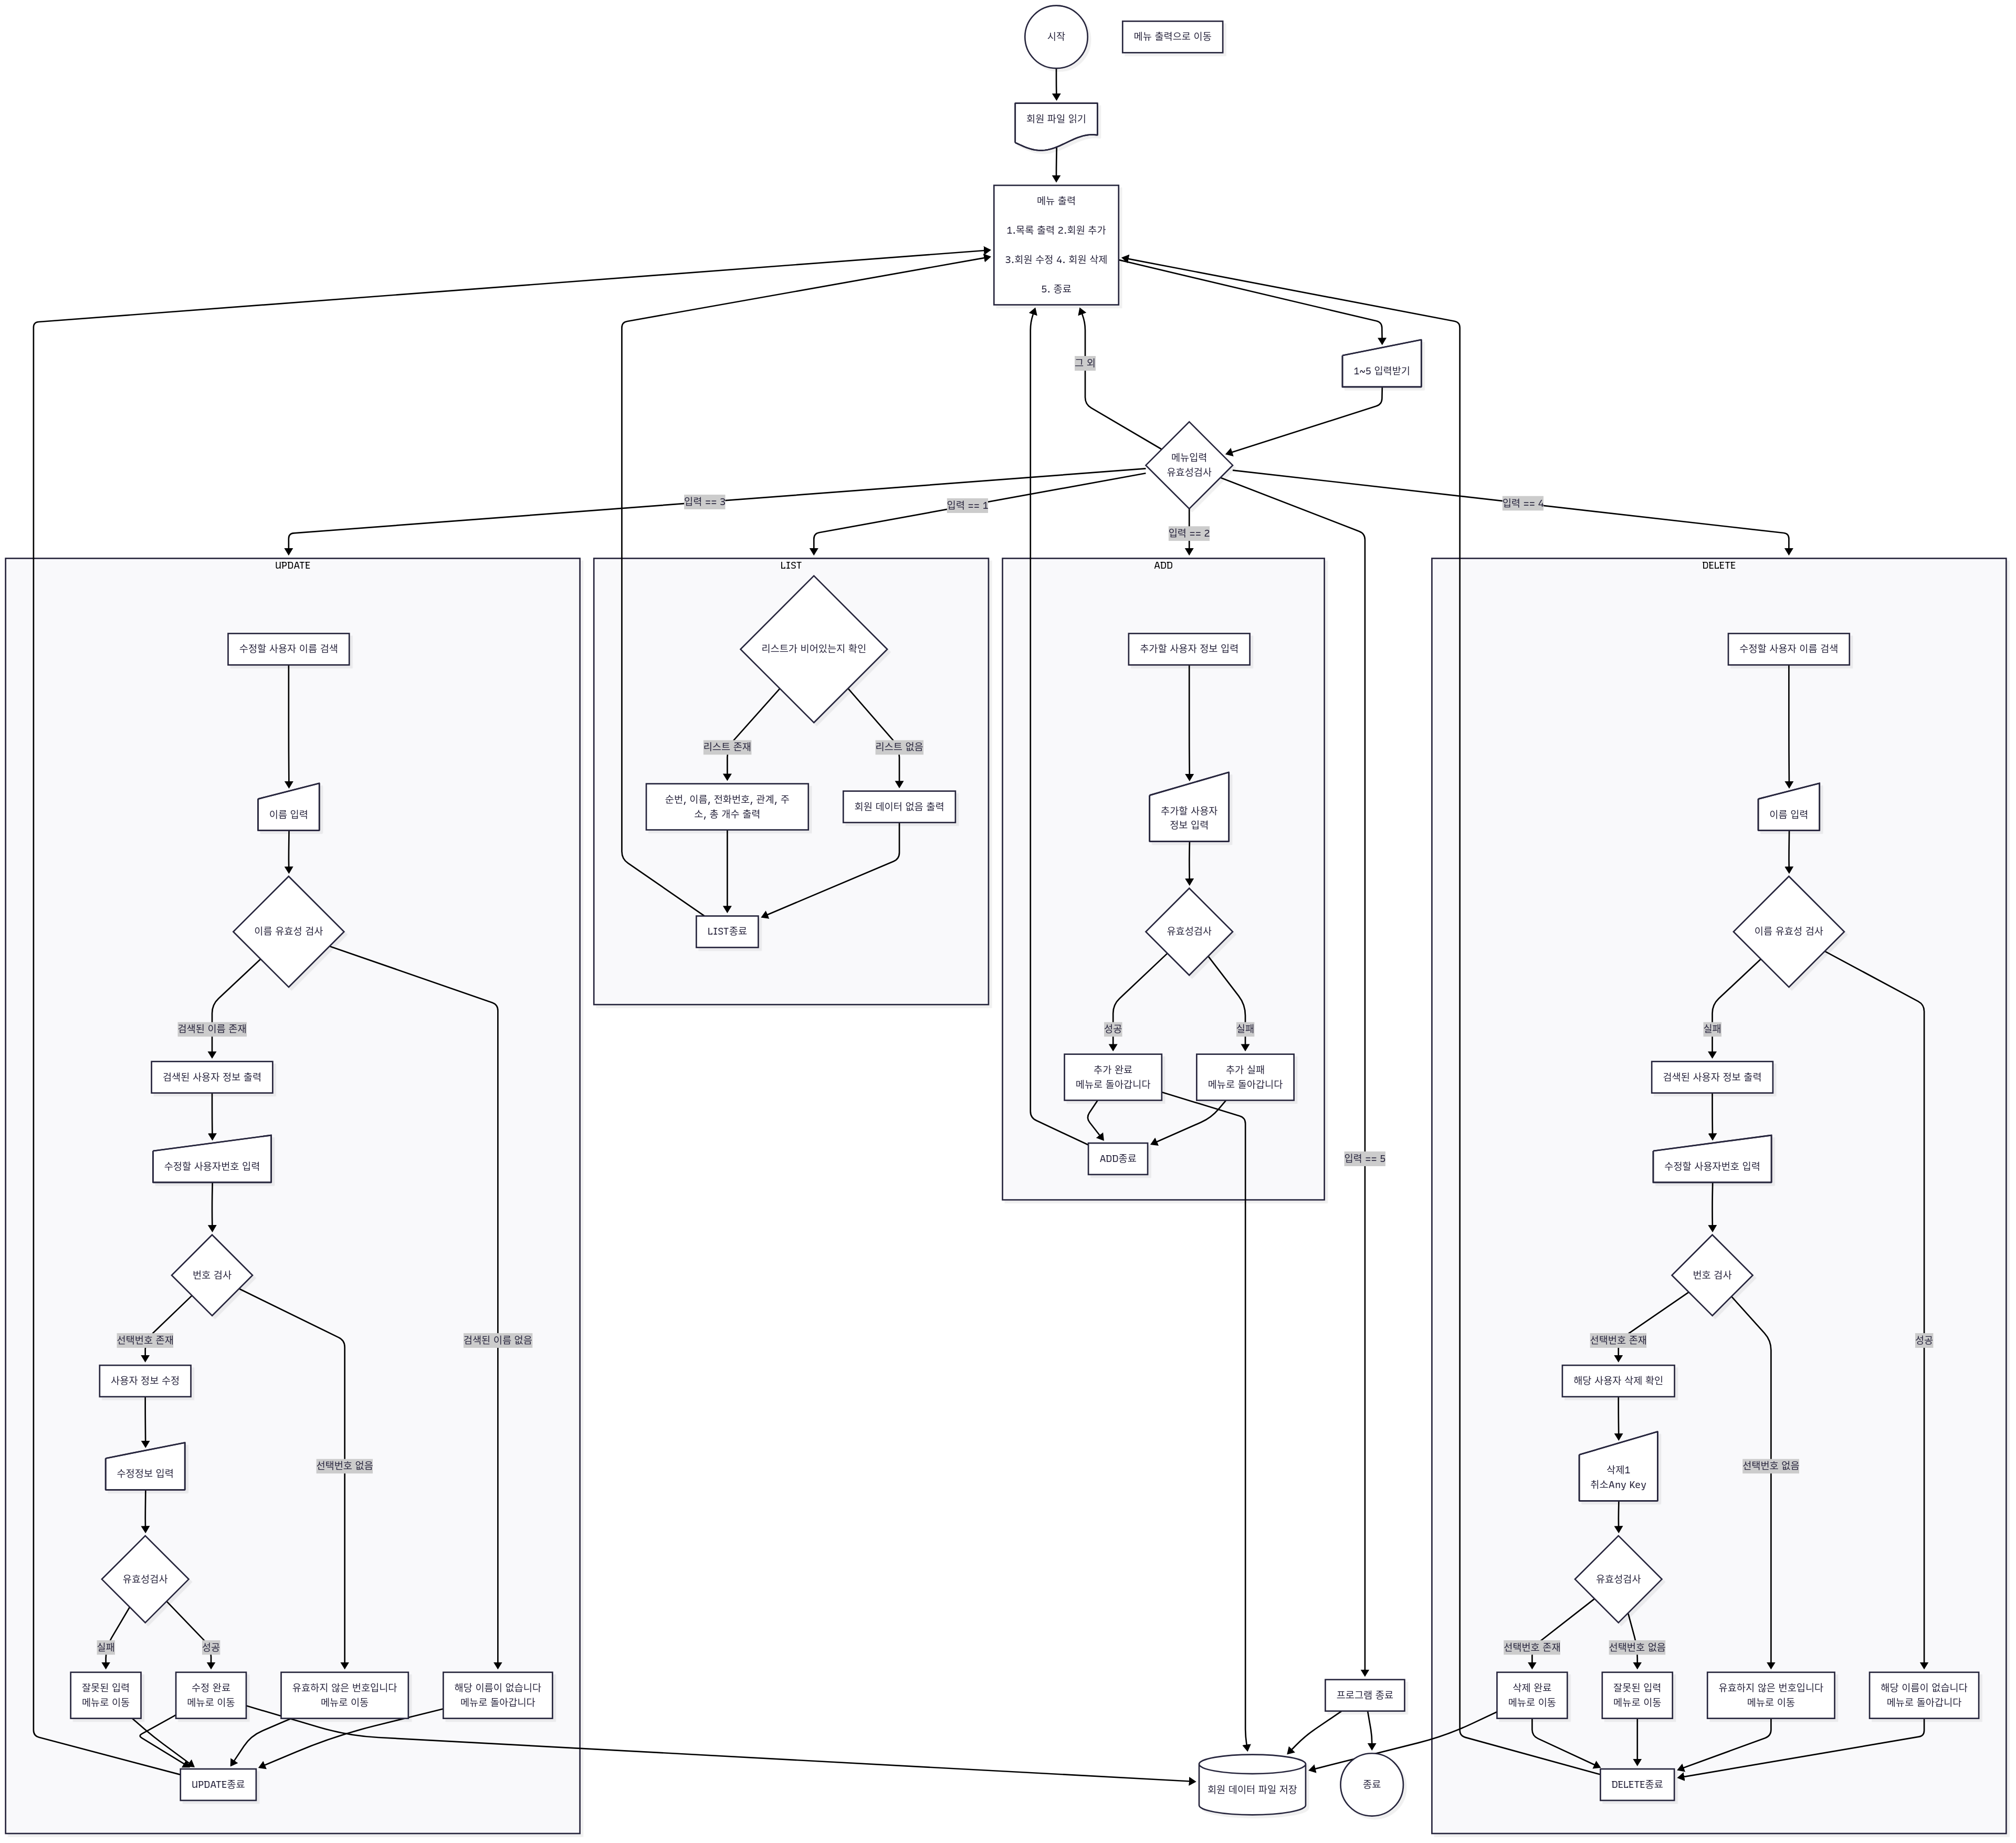 시작
메뉴 출력으로 이동
회원 파일 읽기
메뉴 출력
1.목록 출력 2.회원 추가
3.회원 수정 4. 회원 삭제
5. 종료
그 외
1~5 입력받기
메뉴입력
유효성검사
입력 == 3
입력 == 1
입력 == 2
입력 == 4
UPDATE
수정할 사용자 이름 검색
이름 입력
이름 유효성 검사
검색된 이름 존재
검색된 사용자 정보 출력
수정할 사용자번호 입력
번호 검사
선택번호 존재
검색된 이름 없음
사용자 정보 수정
수정정보 입력
선택번호 없음
유효성검사
실패
성공
잘못된 입력
메뉴로 이동
수정 완료
메뉴로 이동
유효하지 않은 번호입니다
메뉴로 이동
해당 이름이 없습니다
메뉴로 돌아갑니다
UPDATE종료
LIST
리스트가 비어있는지 확인
리스트 존재
리스트 없음
순번, 이름, 전화번호, 관계, 주
소, 총 개수 출력
회원 데이터 없음 출력
LIST종료
ADD
추가할 사용자 정보 입력
추가할 사용자
정보 입력
유효성검사
성공
실패
추가 완료
메뉴로 돌아갑니다
추가 실패
메뉴로 돌아갑니다
ADD종료
입력 == 5
프로그램 종료
회원 데이터 파일 저장
종료
DELETE
수정할 사용자 이름 검색
이름 입력
이름 유효성 검사
실패
검색된 사용자 정보 출력
수정할 사용자번호 입력
번호 검사
선택번호 존재
성공
해당 사용자 삭제 확인
삭제1
취소Any Key
선택번호 없음
유효성검사
선택번호 존재
선택번호 없음
삭제 완료
메뉴로 이동
잘못된 입력
메뉴로 이동
유효하지 않은 번호입니다
메뉴로 이동
해당 이름이 없습니다
메뉴로 돌아갑니다
DELETE종료